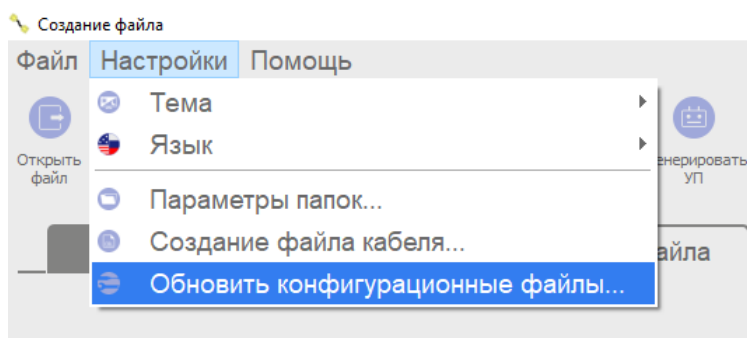 Создание файла
Файл Настройки Помощь
Тема
Язык
Открыть
файл
енерировать
УП
Параметры папок...
Создание файла кабеля...
айла
Обновить конфигурационные файлы...